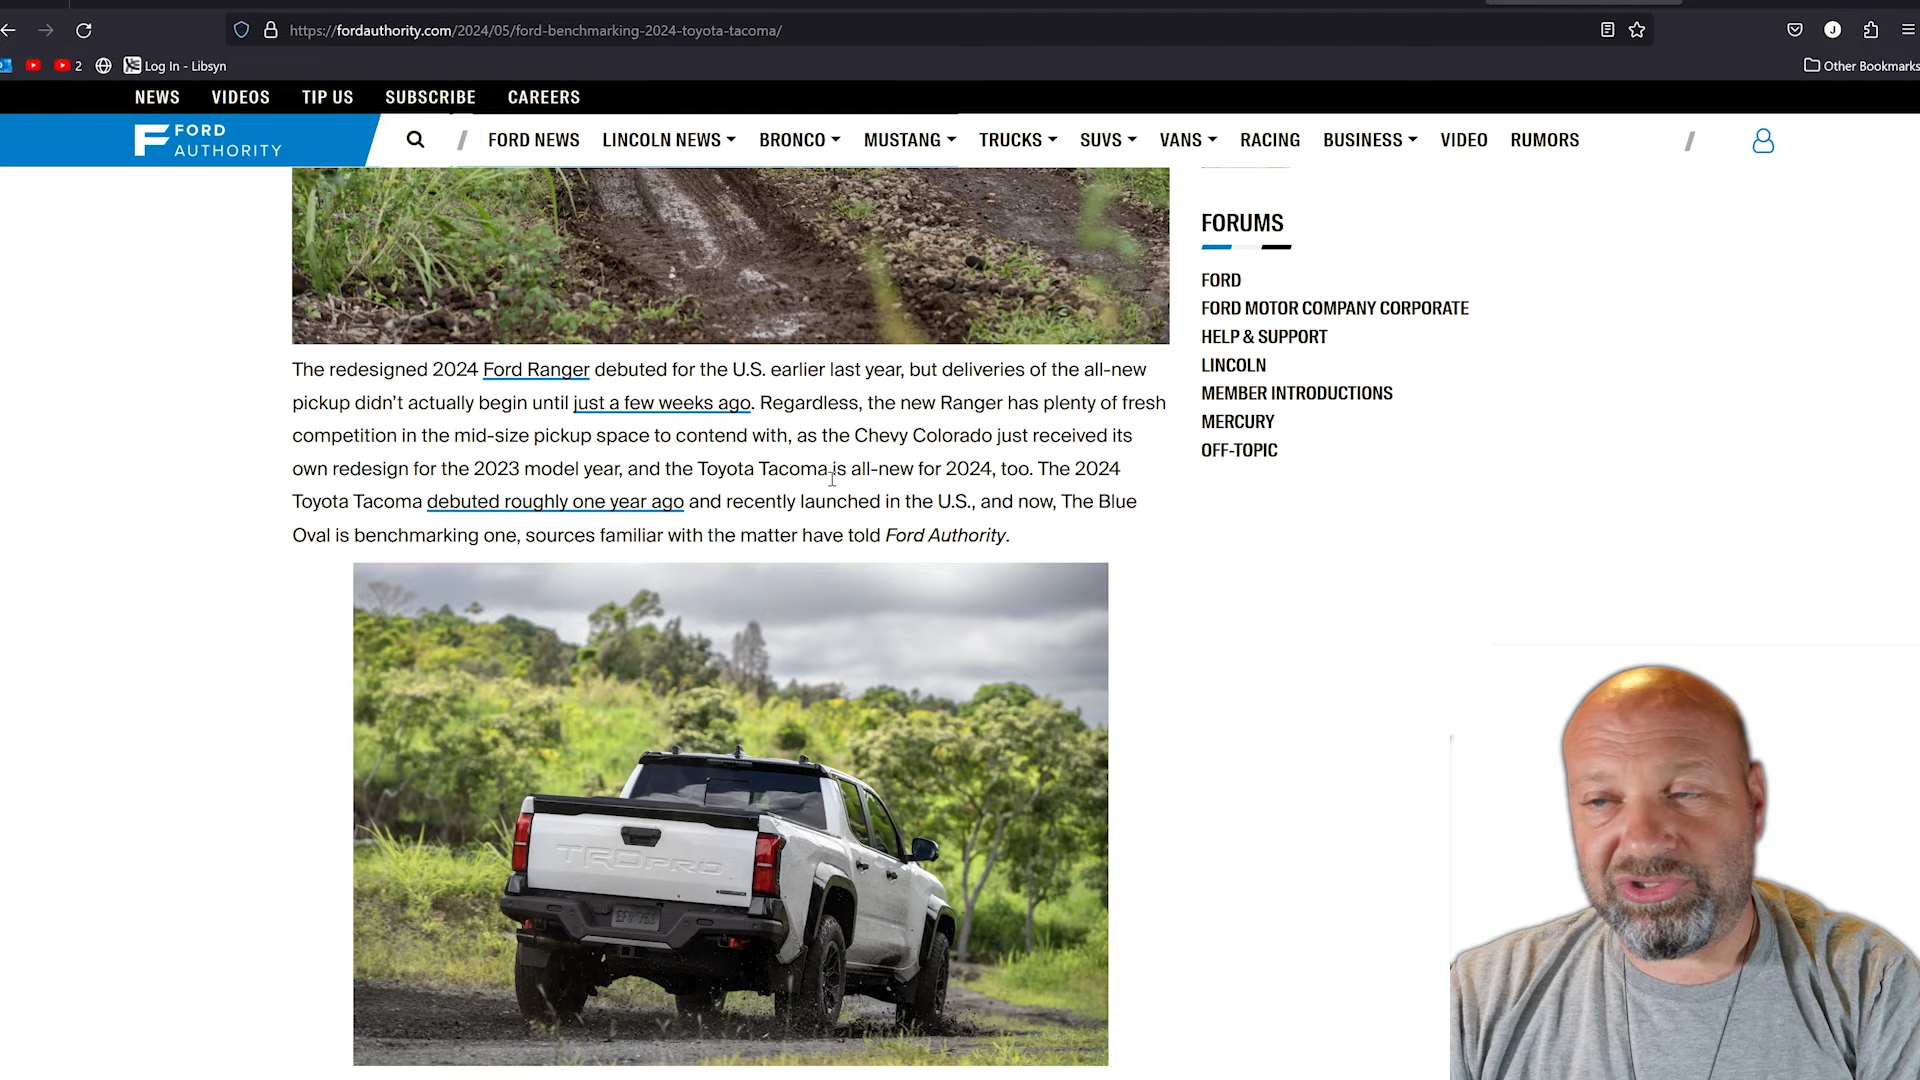 https://fordauthority.com/2024/05/ford-benchmarking-2024-toyota-tacoma/
J
2 Log In - Libsyn
Other Bookmarks
NEWS VIDEOS TIP US SUBSCRIBE CAREERS
FORD AUTHORITY
FORD NEWS LINCOLN NEWS BRONCO MUSTANG TRUCKS SUVS VANS RACING BUSINESS VIDEO RUMORS
The redesigned 2024 Ford Ranger debuted for the U.S. earlier last year, but deliveries of the all-new
pickup didn’t actually begin until just a few weeks ago. Regardless, the new Ranger has plenty of fresh
competition in the mid-size pickup space to contend with, as the Chevy Colorado just received its
own redesign for the 2023 model year, and the Toyota Tacoma is all-new for 2024, too. The 2024
Toyota Tacoma debuted roughly one year ago and recently launched in the U.S., and now, The Blue
Oval is benchmarking one, sources familiar with the matter have told Ford Authority.
TRDPRO
FORUMS
FORD
FORD MOTOR COMPANY CORPORATE
HELP & SUPPORT
LINCOLN
MEMBER INTRODUCTIONS
MERCURY
OFF-TOPIC